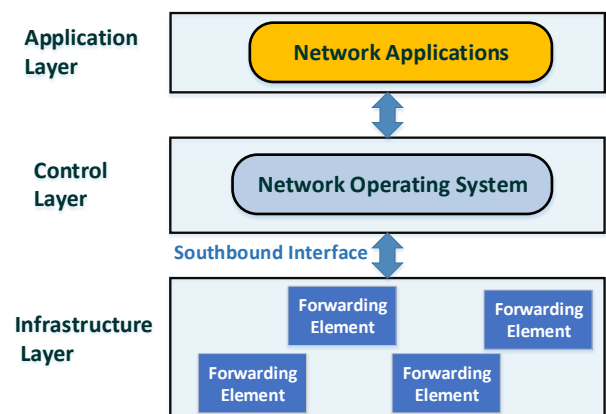 Application
Layer
Network Applications
Control
Layer
Network Operating System
Southbound Interface
Infrastructure
Layer
Forwarding
Element
Forwarding
Element
Forwarding
Element
Forwarding
Element